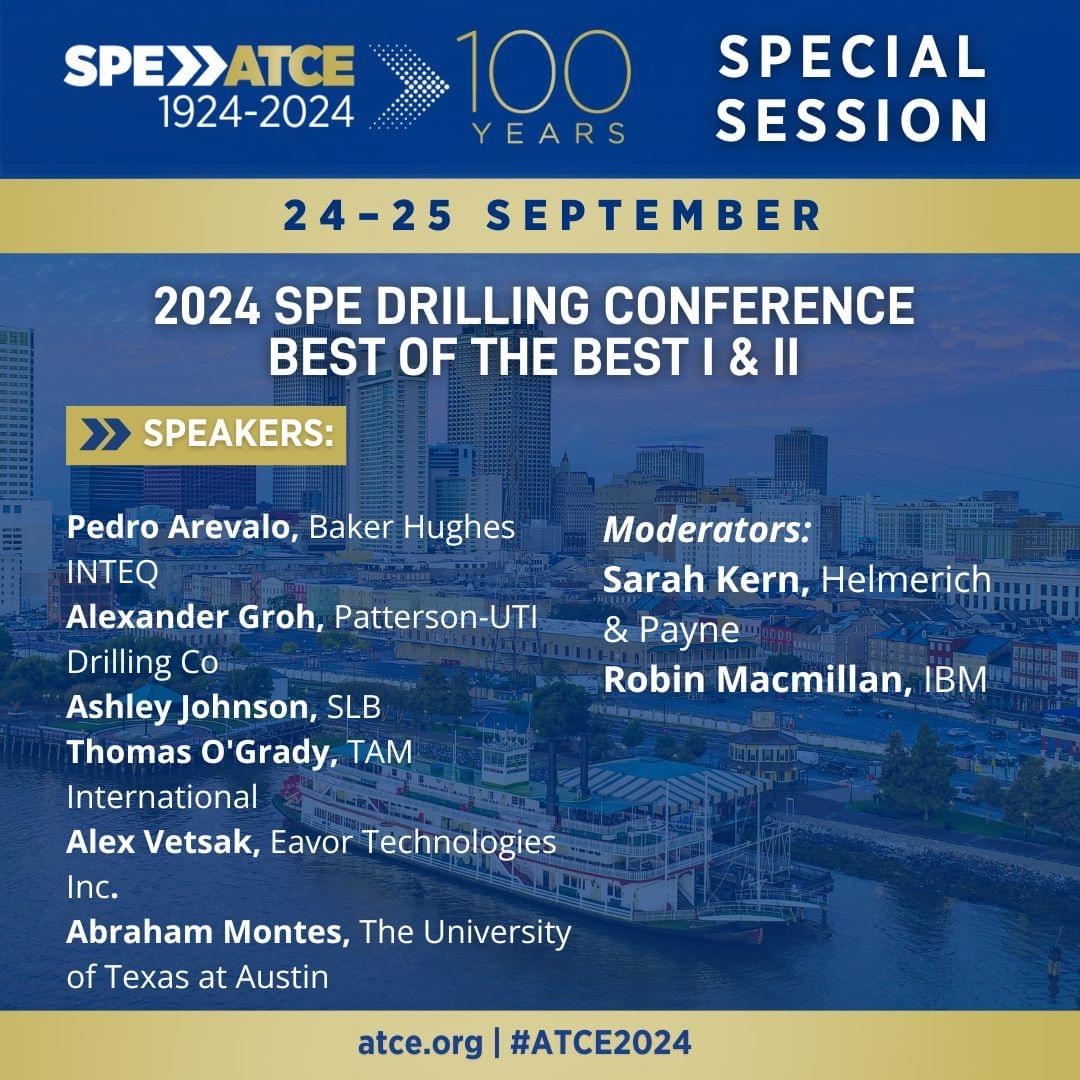 SPE ATCE
1924-2024
100
YEARS
SPECIAL
SESSION
24–25 SEPTEMBER
2024 SPE DRILLING CONFERENCE
BEST OF THE BEST I & II
SPEAKERS:
Pedro Arevalo, Baker Hughes
INTEQ
Alexander Groh, Patterson-UTI
Drilling Co
Ashley Johnson, SLB
Thomas O'Grady, TAM
International
Alex Vetsak, Eavor Technologies
Inc.
Abraham Montes, The University
of Texas at Austin
Moderators:
Sarah Kern, Helmerich
& Payne
Robin Macmillan, IBM
atce.org | #ATCE2024